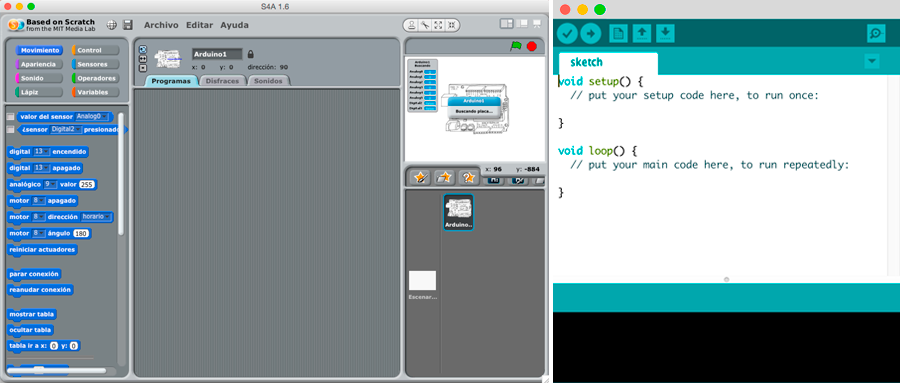 S4A 1.6
Based on Scratch
from the MIT Media Lab
Archivo Editar Ayuda
Movimiento Control
Apariencia Sensores
Sonido Operadores
Lápiz Variables
valor del sensor Analog0
¿sensor Digital2 presionado
digital 13 encendido
digital 13 apagado
analógico 9 valor 255
motor 8 apagado
motor 8 dirección horario
motor 8 ángulo 180
reiniciar actuadores
parar conexión
reanudar conexión
mostrar tabla
ocultar tabla
tabla ir a x: 0 y: 0
Arduino1
x: 0 y: 0 dirección: 90
Programas Disfraces Sonidos
Arduino1
Buscando placa...
x: 96 y: -884
Arduino..
Escenar...
sketch
void setup() {
// put your setup code here, to run once:
}
void loop() {
// put your main code here, to run repeatedly:
}